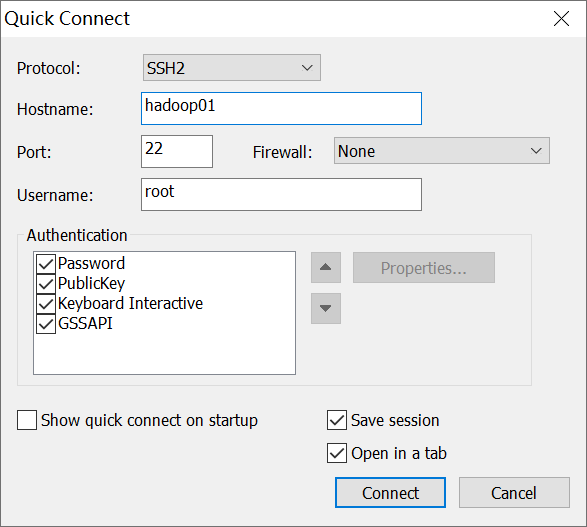 Quick Connect
Protocol: SSH2
Hostname: hadoop01
Port: 22 Firewall: None
Username: root
Authentication
Password
PublicKey
Properties...
Keyboard Interactive
GSSAPI
Show quick connect on startup Save session
Open in a tab
Connect Cancel